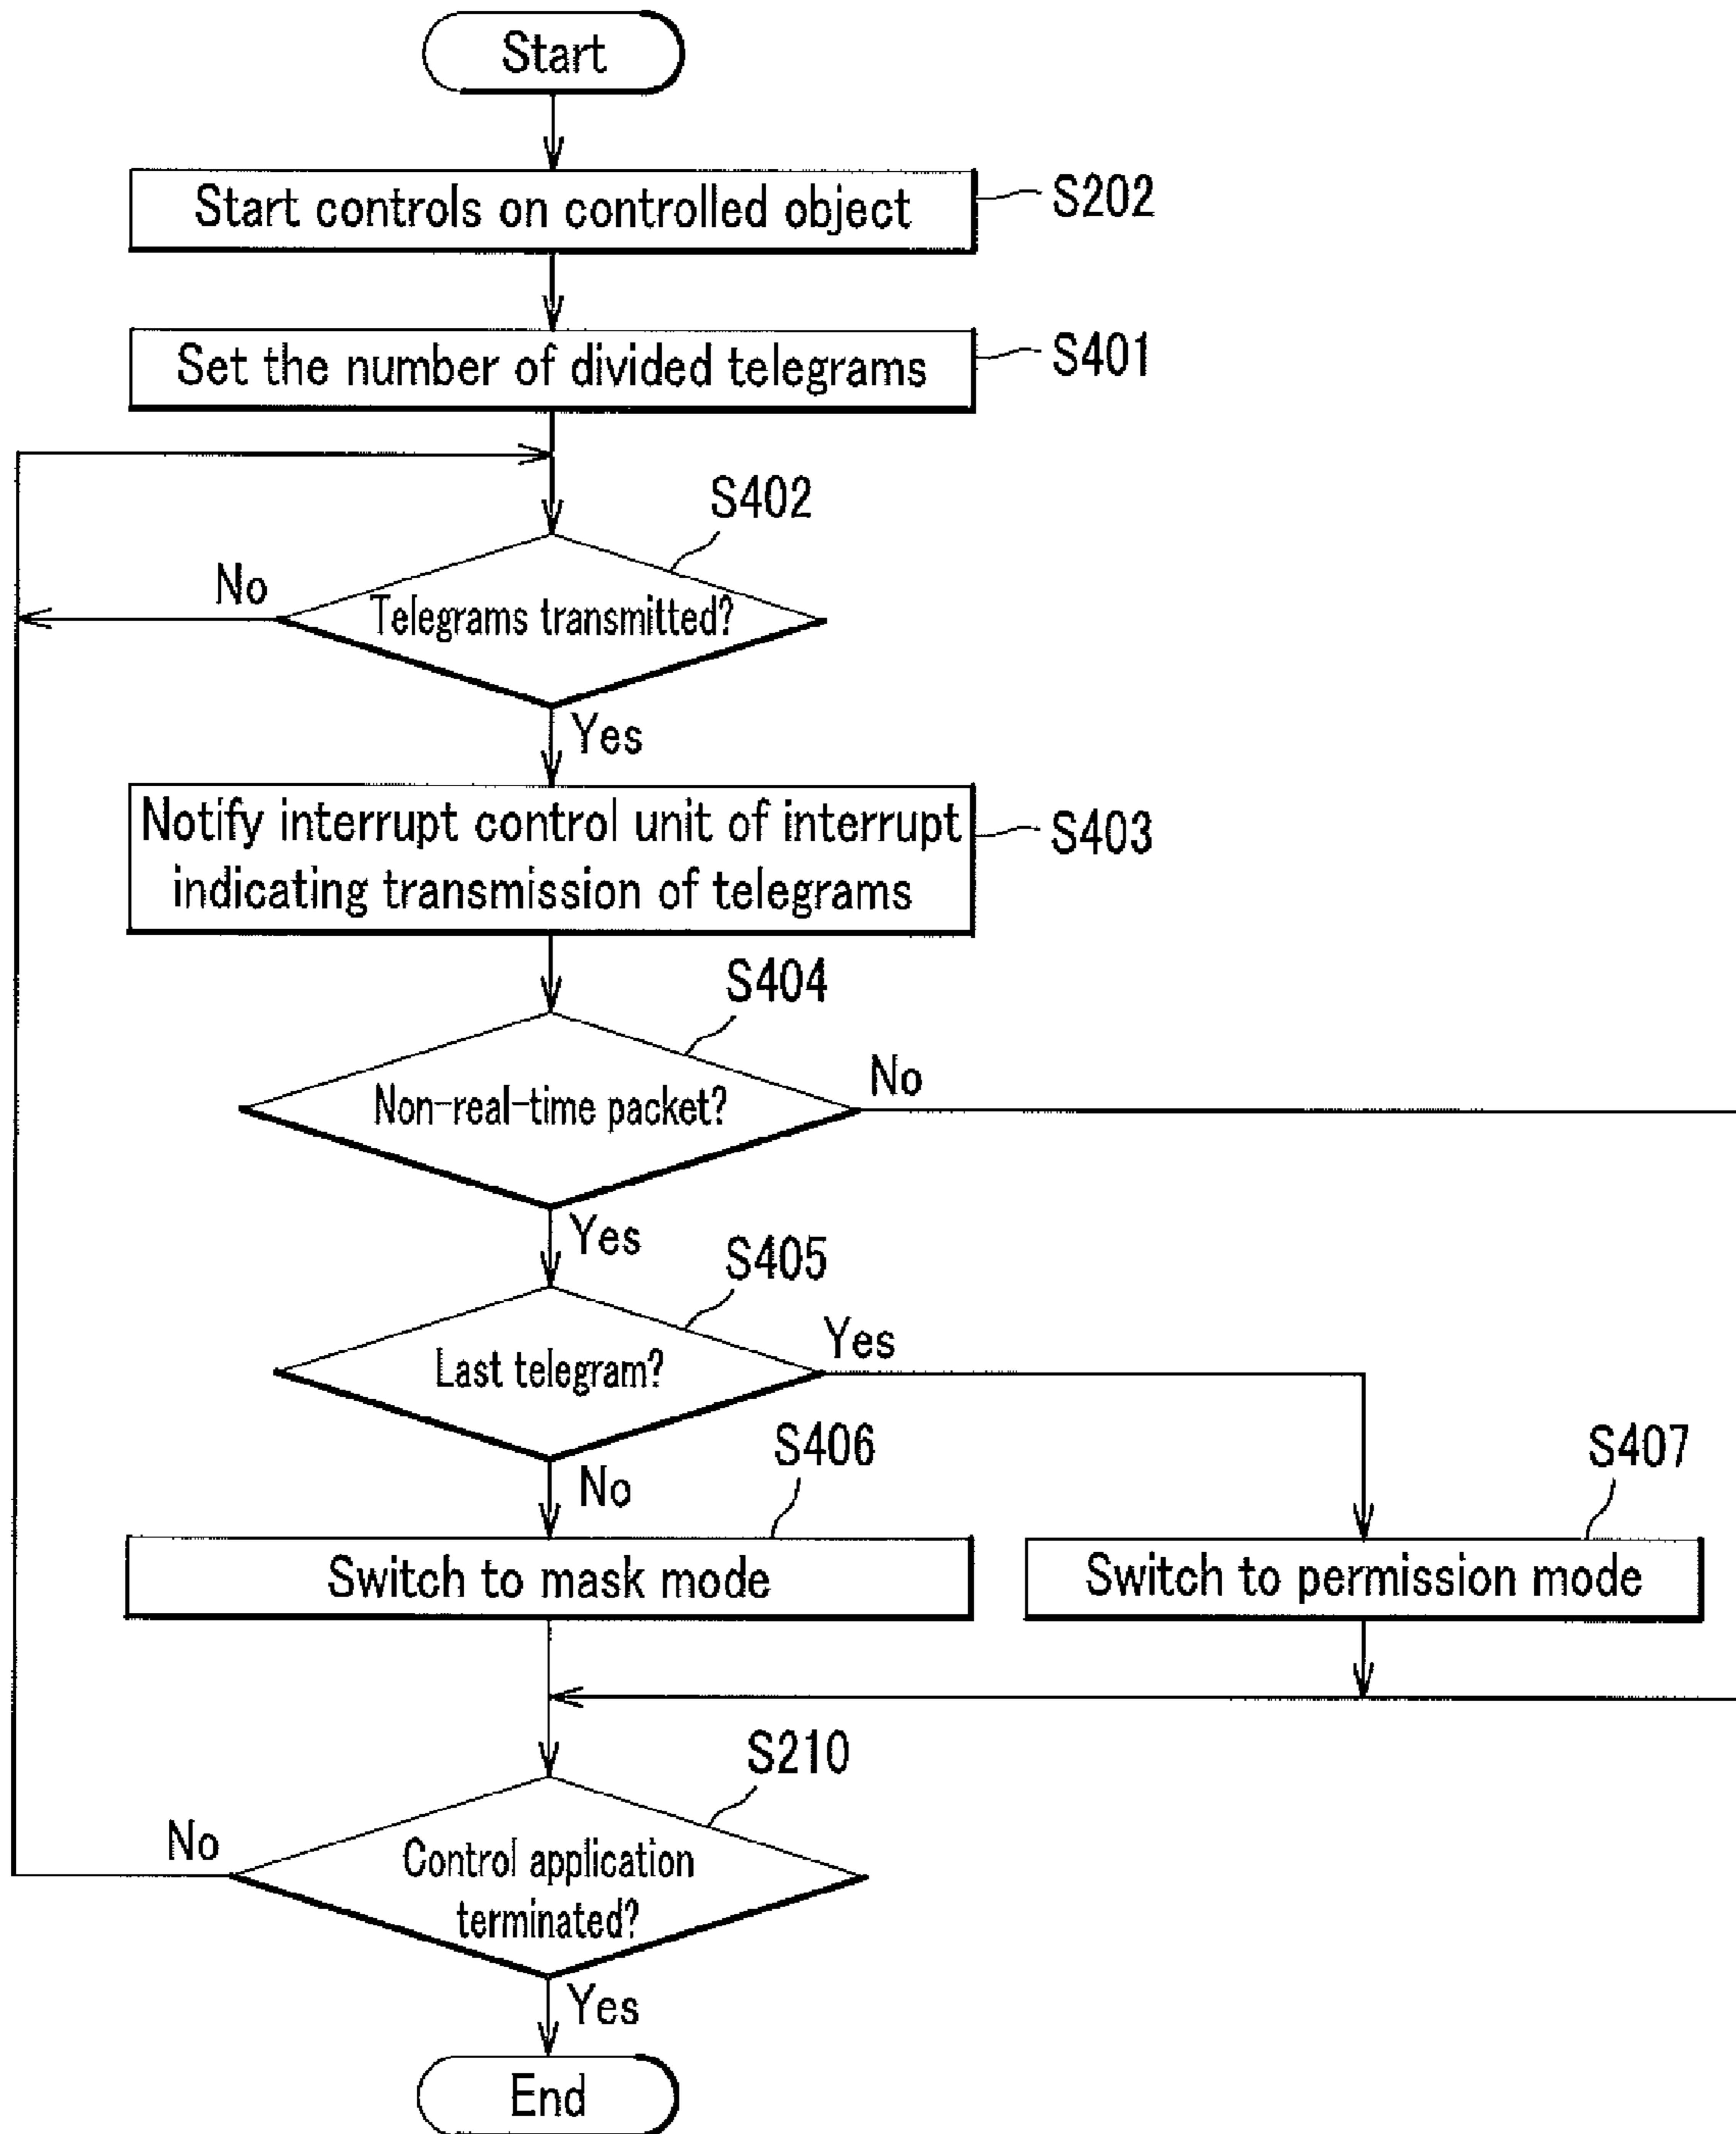 Start
Start controls on controlled object
S202
Set the number of divided telegrams
S401
S402
No
Telegrams transmitted?
Yes
Notify interrupt control unit of interrupt
indicating transmission of telegrams
S403
S404
No
Non-real-time packet?
Yes
S405
Yes
Last telegram?
No
S406
S407
Switch to mask mode
Switch to permission mode
S210
No
Control application
terminated?
Yes
End